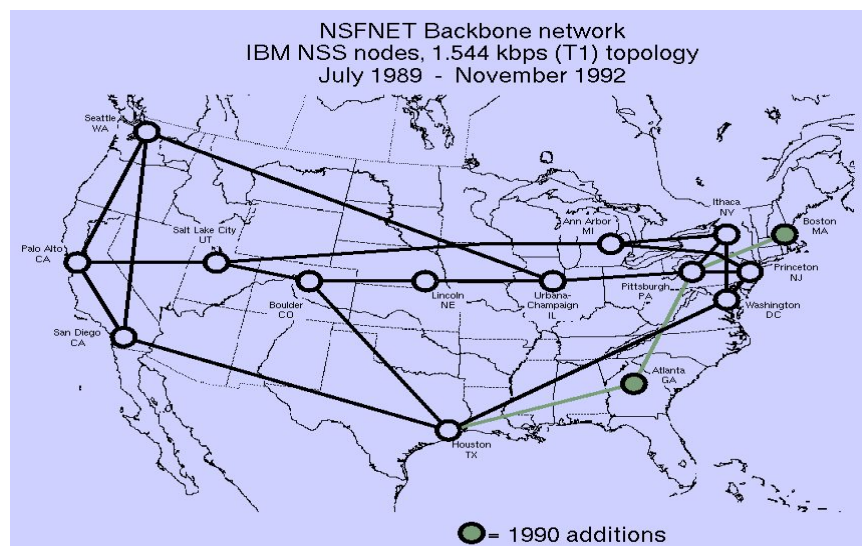 NSFNET Backbone network
IBM NSS nodes, 1.544 kbps (T1) topology
July 1989 - November 1992
Seattle
WA
Ithaca
NY
Ann Arbor
MI
Boston
MA
Salt Lake City
UT
Palo Alto
CA
Princeton
NJ
Pittsburgh
PA
Boulder
CO
Lincoln
NE
Urbana-
Champaign
IL
Washington
DC
San Diego
CA
Atlanta
GA
Houston
TX
= 1990 additions